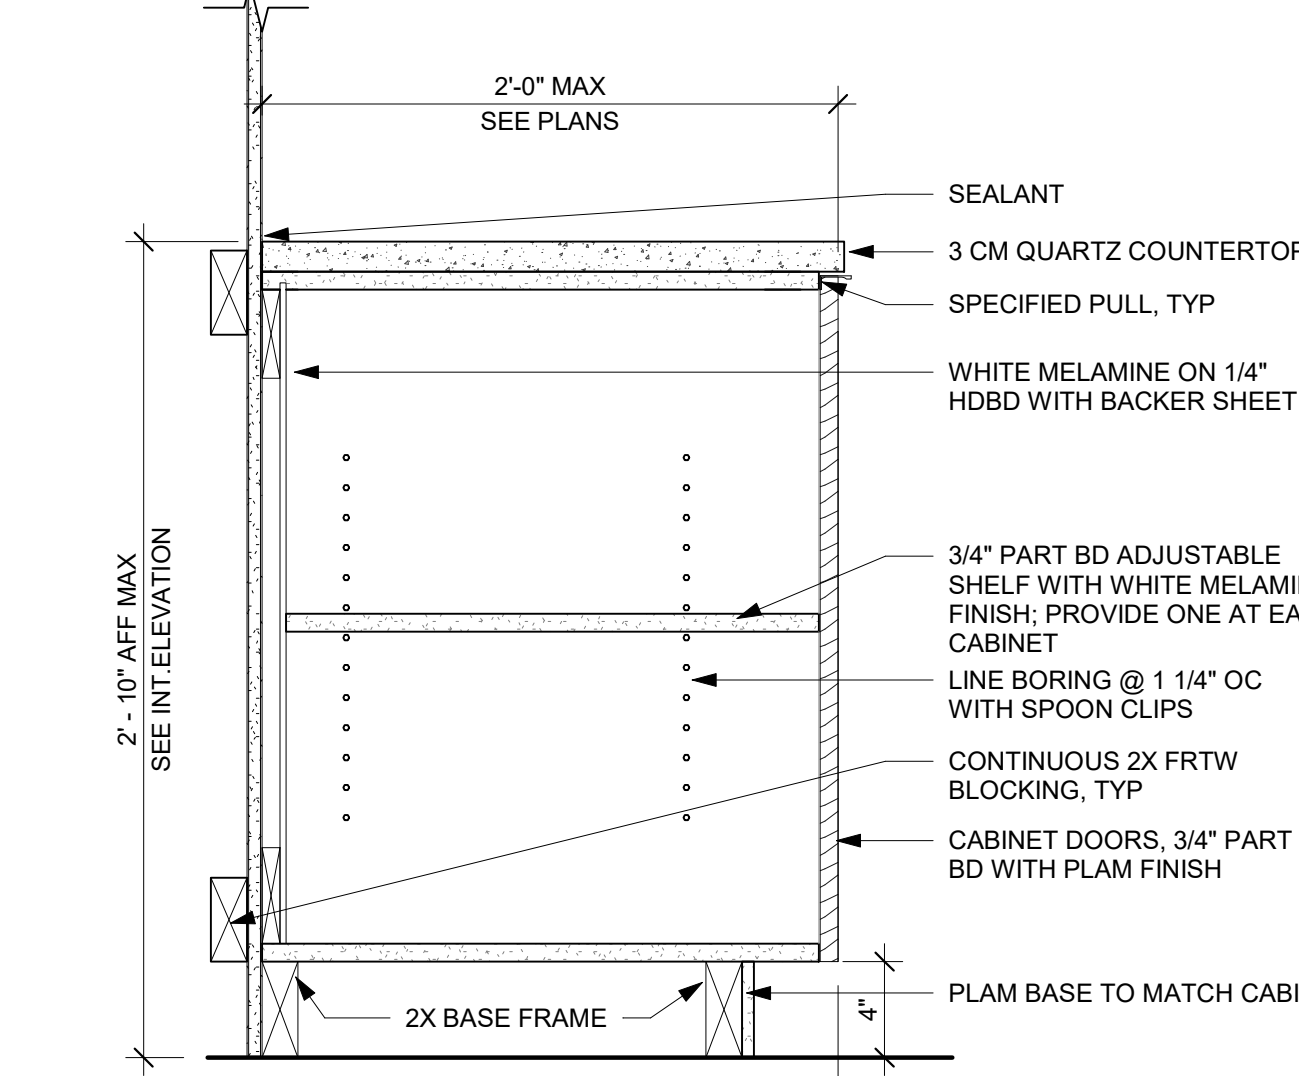 2'-0" MAX
SEE PLANS
SEALANT
3 CM QUARTZ COUNTERTOP
SPECIFIED PULL, TYP
WHITE MELAMINE ON 1/4"
HDBD WITH BACKER SHEET
3/4" PART BD ADJUSTABLE
SHELF WITH WHITE MELAMI
FINISH; PROVIDE ONE AT EA
CABINET
LINE BORING @ 1 1/4" OC
WITH SPOON CLIPS
CONTINUOUS 2X FRTW
BLOCKING, TYP
CABINET DOORS, 3/4" PART
BD WITH PLAM FINISH
PLAM BASE TO MATCH CABI
2X BASE FRAME
4"
2' - 10" AFF MAX
SEE INT.ELEVATION